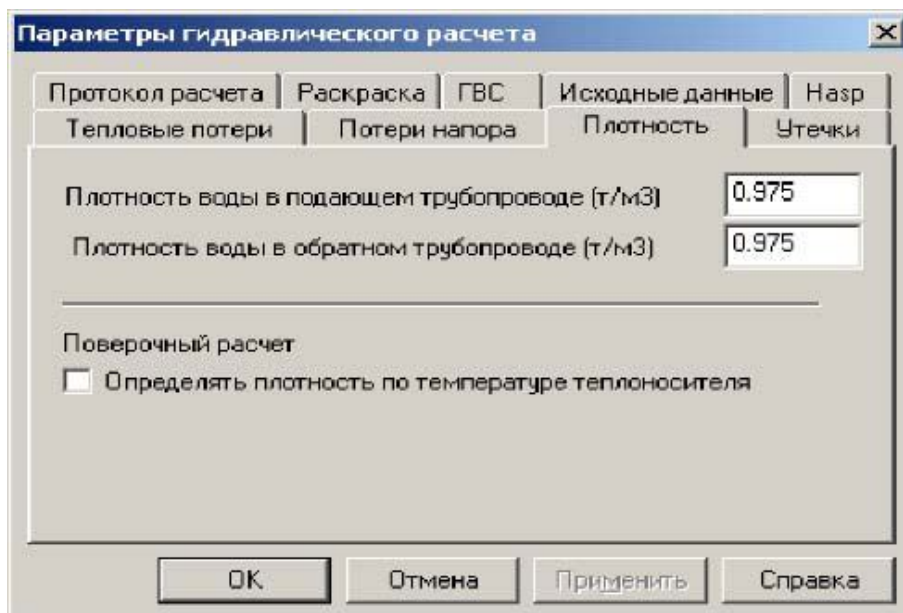 Параметры гидравлического расчета
Протокол расчета Раскраска ГВС Исходные данные Hasp
Тепловые потери Потери напора Плотность Утечки
Плотность воды в подающем трубопроводе (т/м3) 0.975
Плотность воды в обратном трубопроводе (т/м3) 0.975
Поверочный расчет
Определять плотность по температуре теплоносителя
ОК Отмена Применить Справка